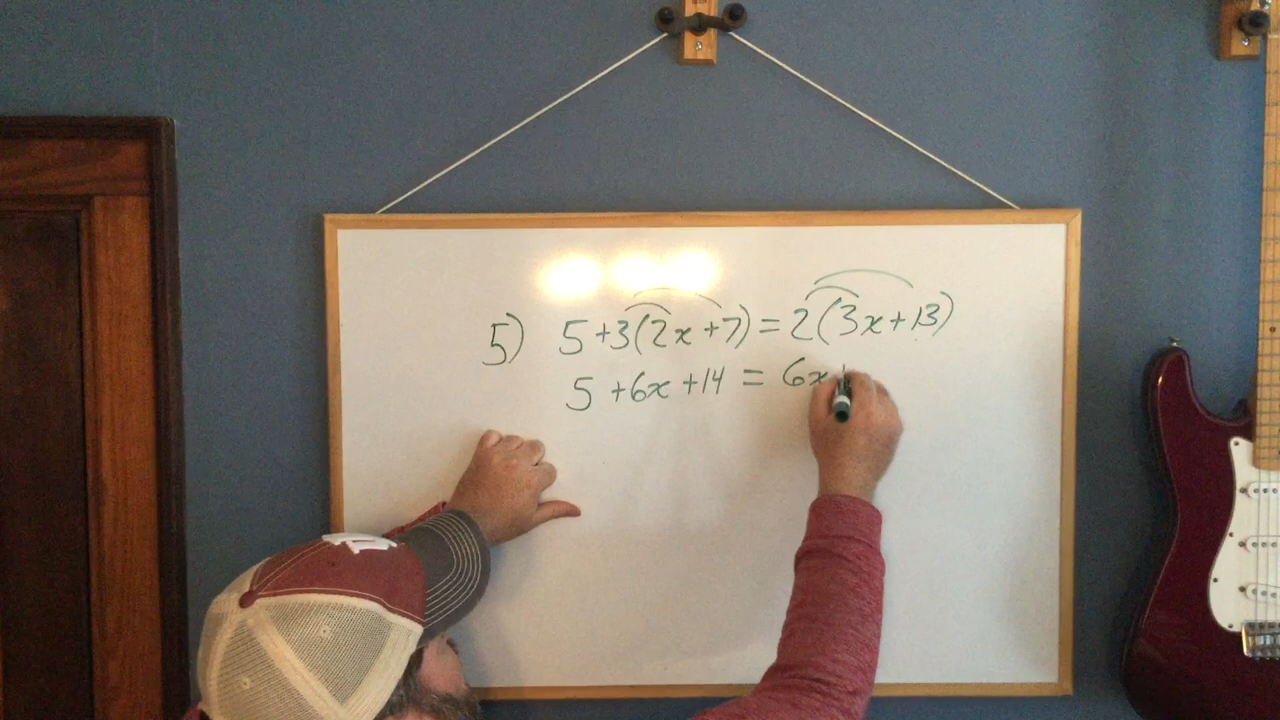 5) 5+3(2x+7)=2(3x+13)
5+6x+14 = 6x+